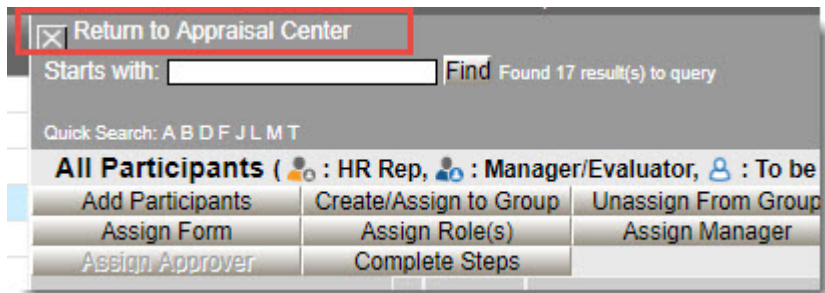 Return to Appraisal Center
Starts with: Find Found 17 result(s) to query
Quick Search: A B D F J L M T
All Participants ( : HR Rep, : Manager/Evaluator, : To be
Add Participants Create/Assign to Group Unassign From Group
Assign Form Assign Role(s) Assign Manager
Assign Approver Complete Steps